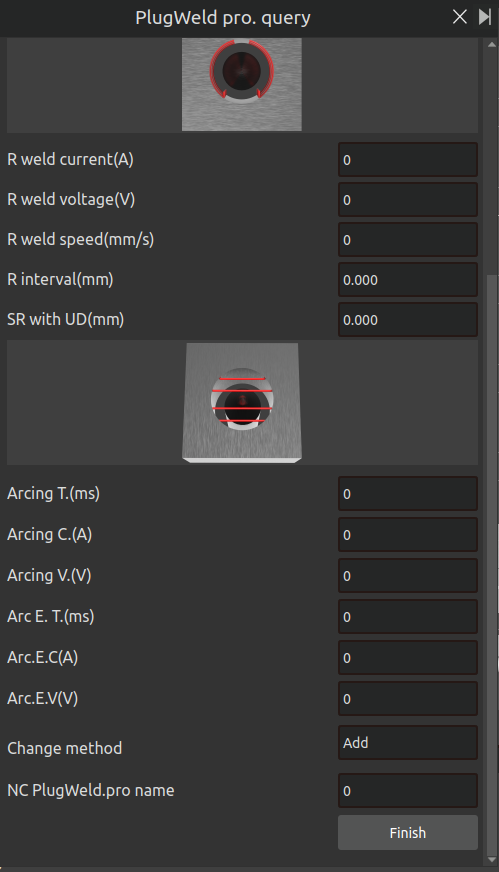 PlugWeld pro. query
R weld current(A) 0
R weld voltage(V) 0
R weld speed(mm/s) 0
R interval(mm) 0.000
SR with UD(mm) 0.000
Arcing T.(ms) 0
Arcing C.(A) 0
Arcing V.(V) 0
Arc E. T.(ms) 0
Arc.E.C(A) 0
Arc.E.V(V) 0
Change method Add
NC PlugWeld.pro name 0
Finish